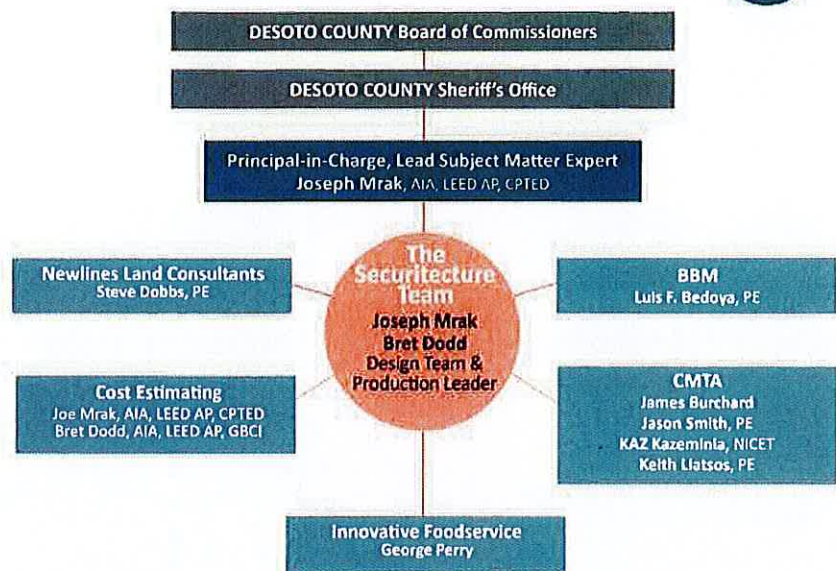 DESOTO COUNTY Board of Commissioners
DESOTO COUNTY Sheriff's Office
Principal-in-Charge, Lead Subject Matter Expert
Joseph Mrak, AIA, LEED AP, CPTED
Newlines Land Consultants
Steve Dobbs, PE
The
Securitecture
Team
Joseph Mrak
Bret Dodd
Design Team &
Production Leader
BBM
Luis F. Bedoya, PE
Cost Estimating
Joe Mrak, AIA, LEED AP, CPTED
Bret Dodd, AIA, LEED AP, GBCI
CMTA
James Burchard
Jason Smith, PE
KAZ Kazeminia, NICET
Keith Liatsos, PE
Innovative Foodservice
George Perry